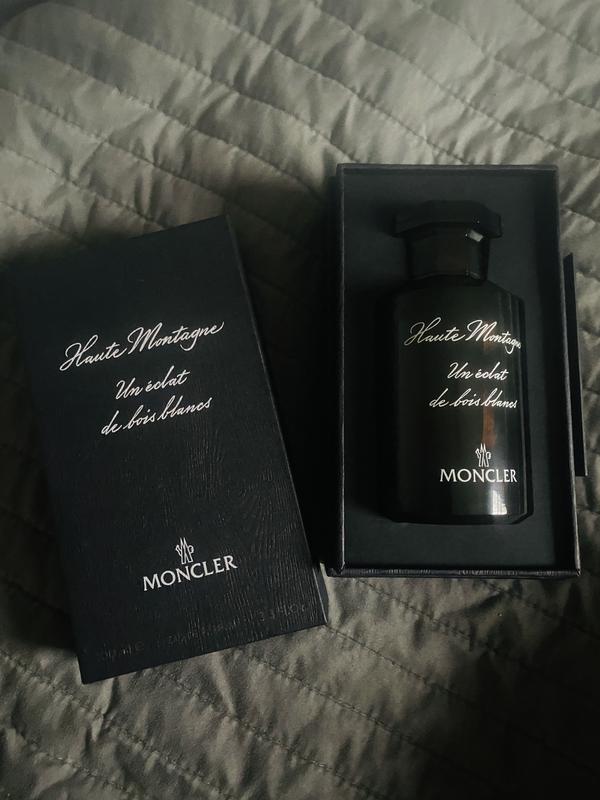 Haute Montagne
Un éclat
de bois blancs
MONCLER
Haute Montagne
Un éclat
de bois blancs
MONCLER